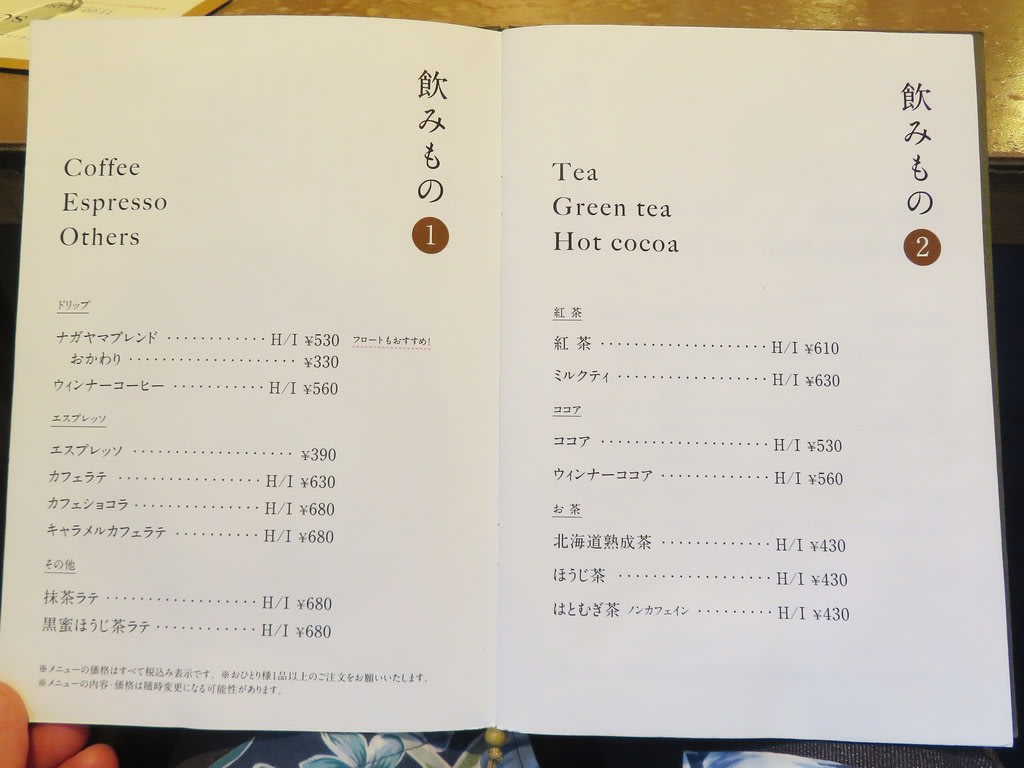 飲みもの 1
Coffee
Espresso
Others
ドリップ
ナガヤマブレンド ············ H/I ¥530 フロートもおすすめ!
おかわり ···················· ¥330
ウィンナーコーヒー ··········· H/I ¥560
エスプレッソ
エスプレッソ ··················· ¥390
カフェラテ ················· H/I ¥630
カフェショコラ ··············· H/I ¥680
キャラメルカフェラテ ·········· H/I ¥680
その他
抹茶ラテ ·················· H/I ¥680
黒蜜ほうじ茶ラテ ············ H/I ¥680
※メニューの価格はすべて税込み表示です。※おひとり様1品以上のご注文をお願いいたします。
※メニューの内容・価格は随時変更になる可能性があります。
飲みもの 2
Tea
Green tea
Hot cocoa
紅茶
紅茶 ···················· H/I ¥610
ミルクティ ·················· H/I ¥630
ココア
ココア ···················· H/I ¥530
ウィンナーココア ············· H/I ¥560
お茶
北海道熟成茶 ············· H/I ¥430
ほうじ茶 ·················· H/I ¥430
はとむぎ茶 ノンカフェイン ········· H/I ¥430